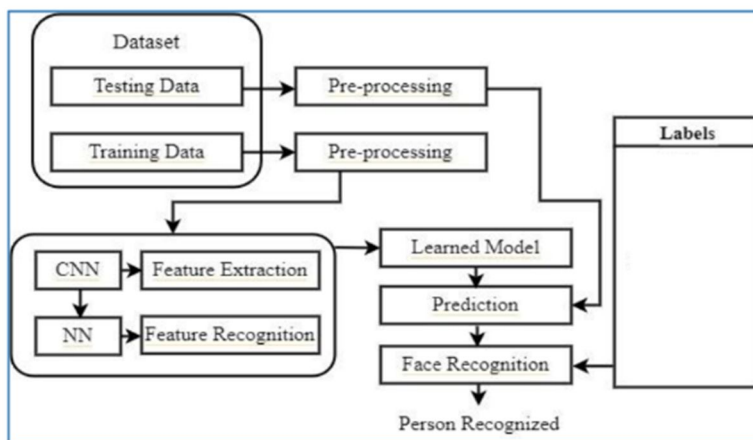 Dataset
Testing Data
Pre-processing
Training Data
Pre-processing
Labels
CNN
Feature Extraction
NN
Feature Recognition
Learned Model
Prediction
Face Recognition
Person Recognized